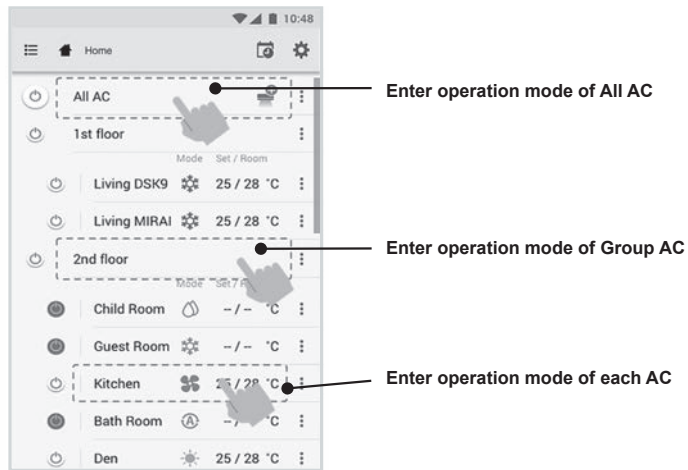 10:48
Home
All AC
Enter operation mode of All AC
1st floor
Mode Set / Room
Living DSK9 25 / 28 °C
Living MIRAI 25 / 28 °C
2nd floor
Enter operation mode of Group AC
Mode Set /
Child Room -- / -- °C
Guest Room -- / -- °C
Kitchen 25 / 28 °C
Enter operation mode of each AC
Bath Room A -- / °C
Den 25 / 28 °C